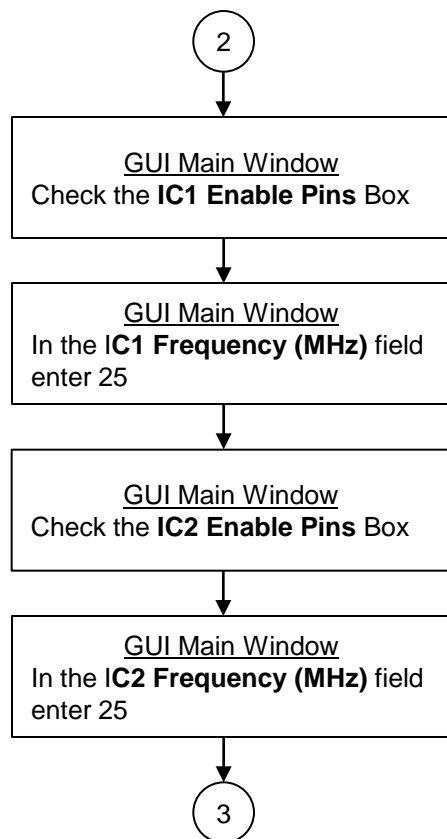 2
GUI Main Window
Check the IC1 Enable Pins Box
GUI Main Window
In the IC1 Frequency (MHz) field
enter 25
GUI Main Window
Check the IC2 Enable Pins Box
GUI Main Window
In the IC2 Frequency (MHz) field
enter 25
3